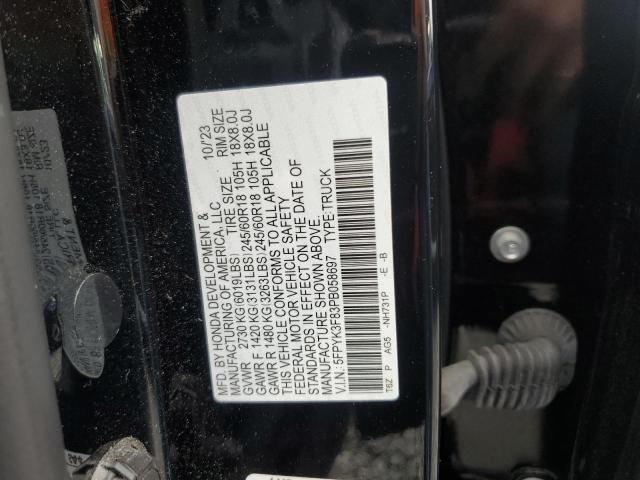 MFD. BY HONDA DEVELOPMENT & 10/'23
MANUFACTURING OF AMERICA, LLC TIRE SIZE RIM SIZE
GVWR 2730 KG(6019LBS)
GAWR F 1420 KG(3131LBS) 245/60R18 105H 18X8.0J
GAWR R 1480 KG(3263LBS) 245/60R18 105H 18X8.0J
THIS VEHICLE CONFORMS TO ALL APPLICABLE
FEDERAL MOTOR VEHICLE SAFETY
STANDARDS IN EFFECT ON THE DATE OF
MANUFACTURE SHOWN ABOVE.
V.I.N: 5FPYK3F83PB058697 TYPE:TRUCK
T6Z P AG5 -NH731P -E -B